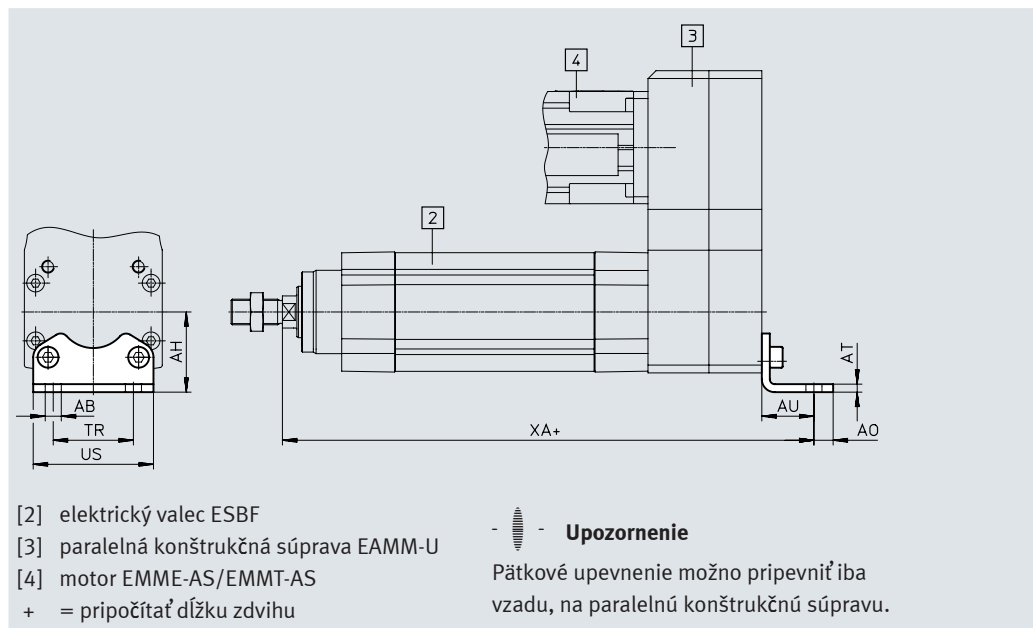 3
4
2
AH
AT
AB
AU
TR
XA+
AO
US
[2] elektrický valec ESBF
[3] paralelná konštrukčná súprava EAMM-U
[4] motor EMME-AS/EMMT-AS
+ = pripočítať dĺžku zdvihu
Upozornenie
Pätkové upevnenie možno pripevniť iba
vzadu, na paralelnú konštrukčnú súpravu.